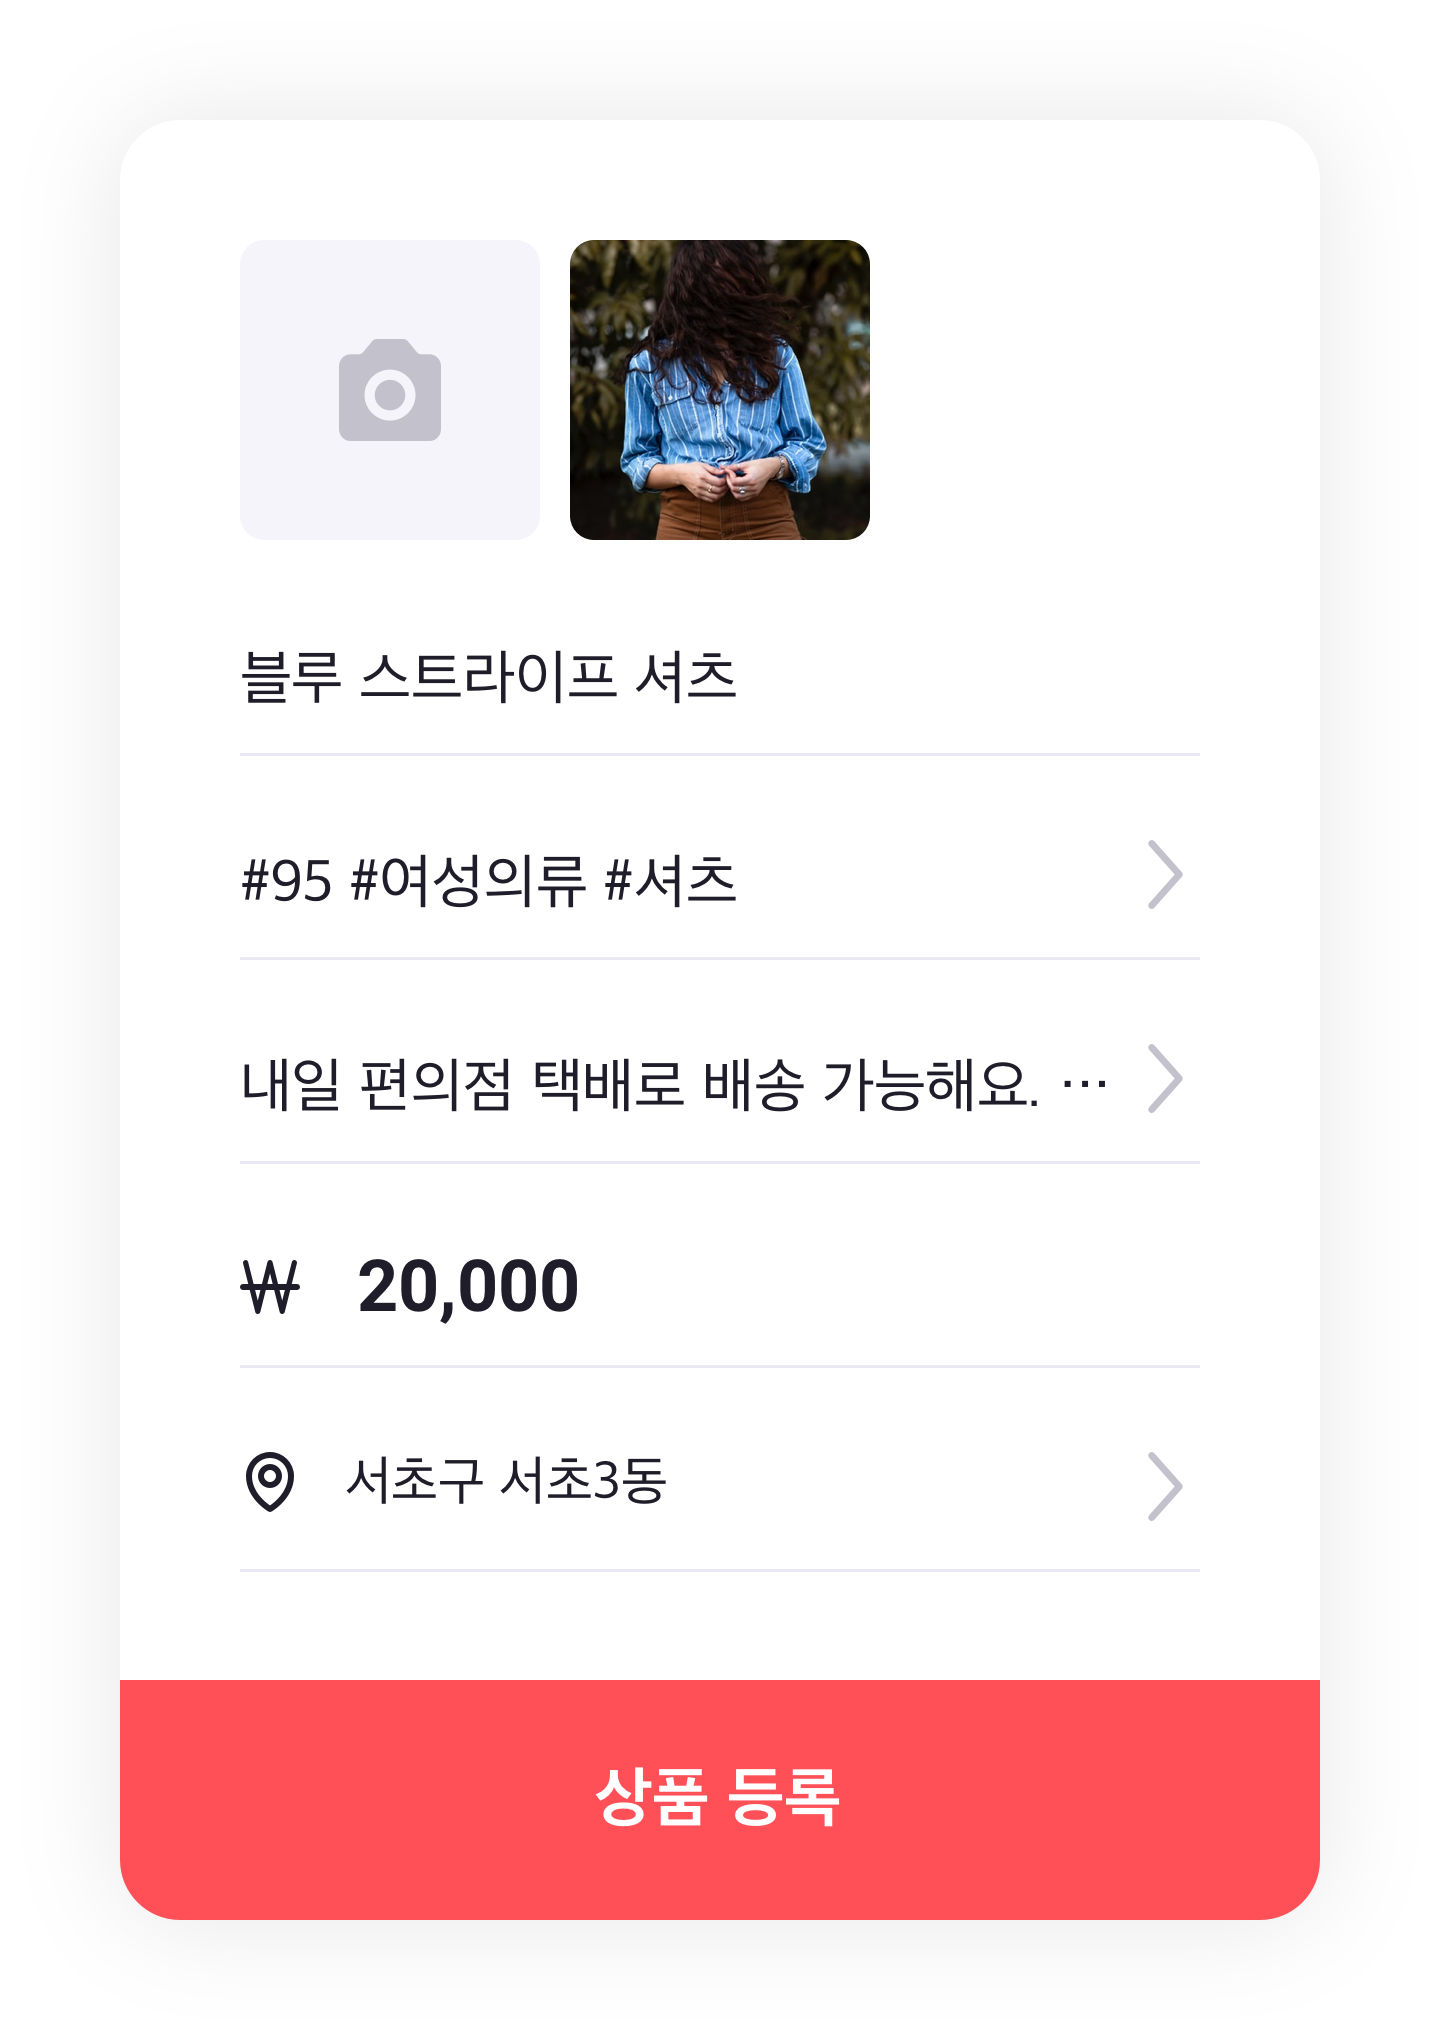 블루 스트라이프 셔츠
#95 #여성의류 #셔츠
내일 편의점 택배로 배송 가능해요. ···
₩ 20,000
서초구 서초3동
상품 등록